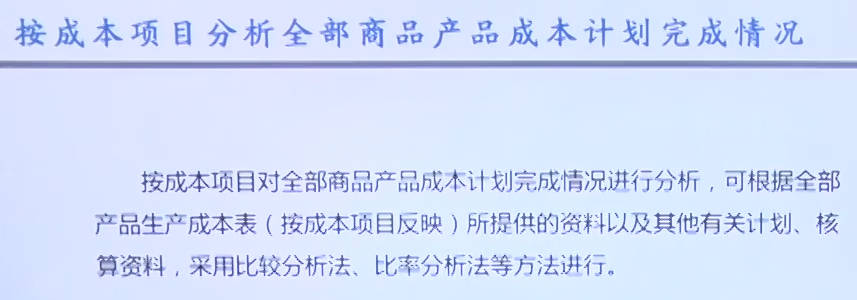 按成本项目分析全部商品产品成本计划完成情况
按成本项目对全部商品产品成本计划完成情况进行分析，可根据全部
产品生产成本表（按成本项目反映）所提供的资料以及其他有关计划、核
算资料，采用比较分析法、比率分析法等方法进行。